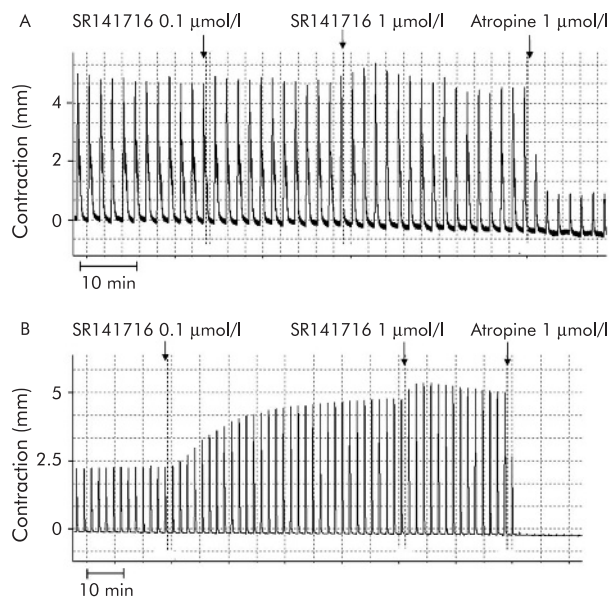 A
SR141716 0.1 μmol/l SR141716 1 μmol/l Atropine 1 μmol/l
Contraction (mm)
4
2
0
10 min
B
SR141716 0.1 μmol/l SR141716 1 μmol/l Atropine 1 μmol/l
Contraction (mm)
5
2.5
0
10 min